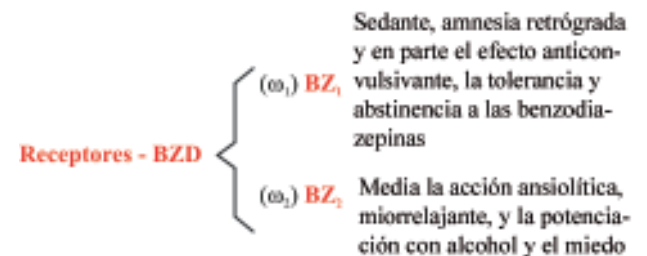 Sedante, amnesia retrógrada
y en parte el efecto anticon-
(ω₁) BZ₁ vulsivante, la tolerancia y
abstinencia a las benzodia-
zepinas
Receptores - BZD
(ω₂) BZ₂ Media la acción ansiolítica,
miorrelajante, y la potencia-
ción con alcohol y el miedo